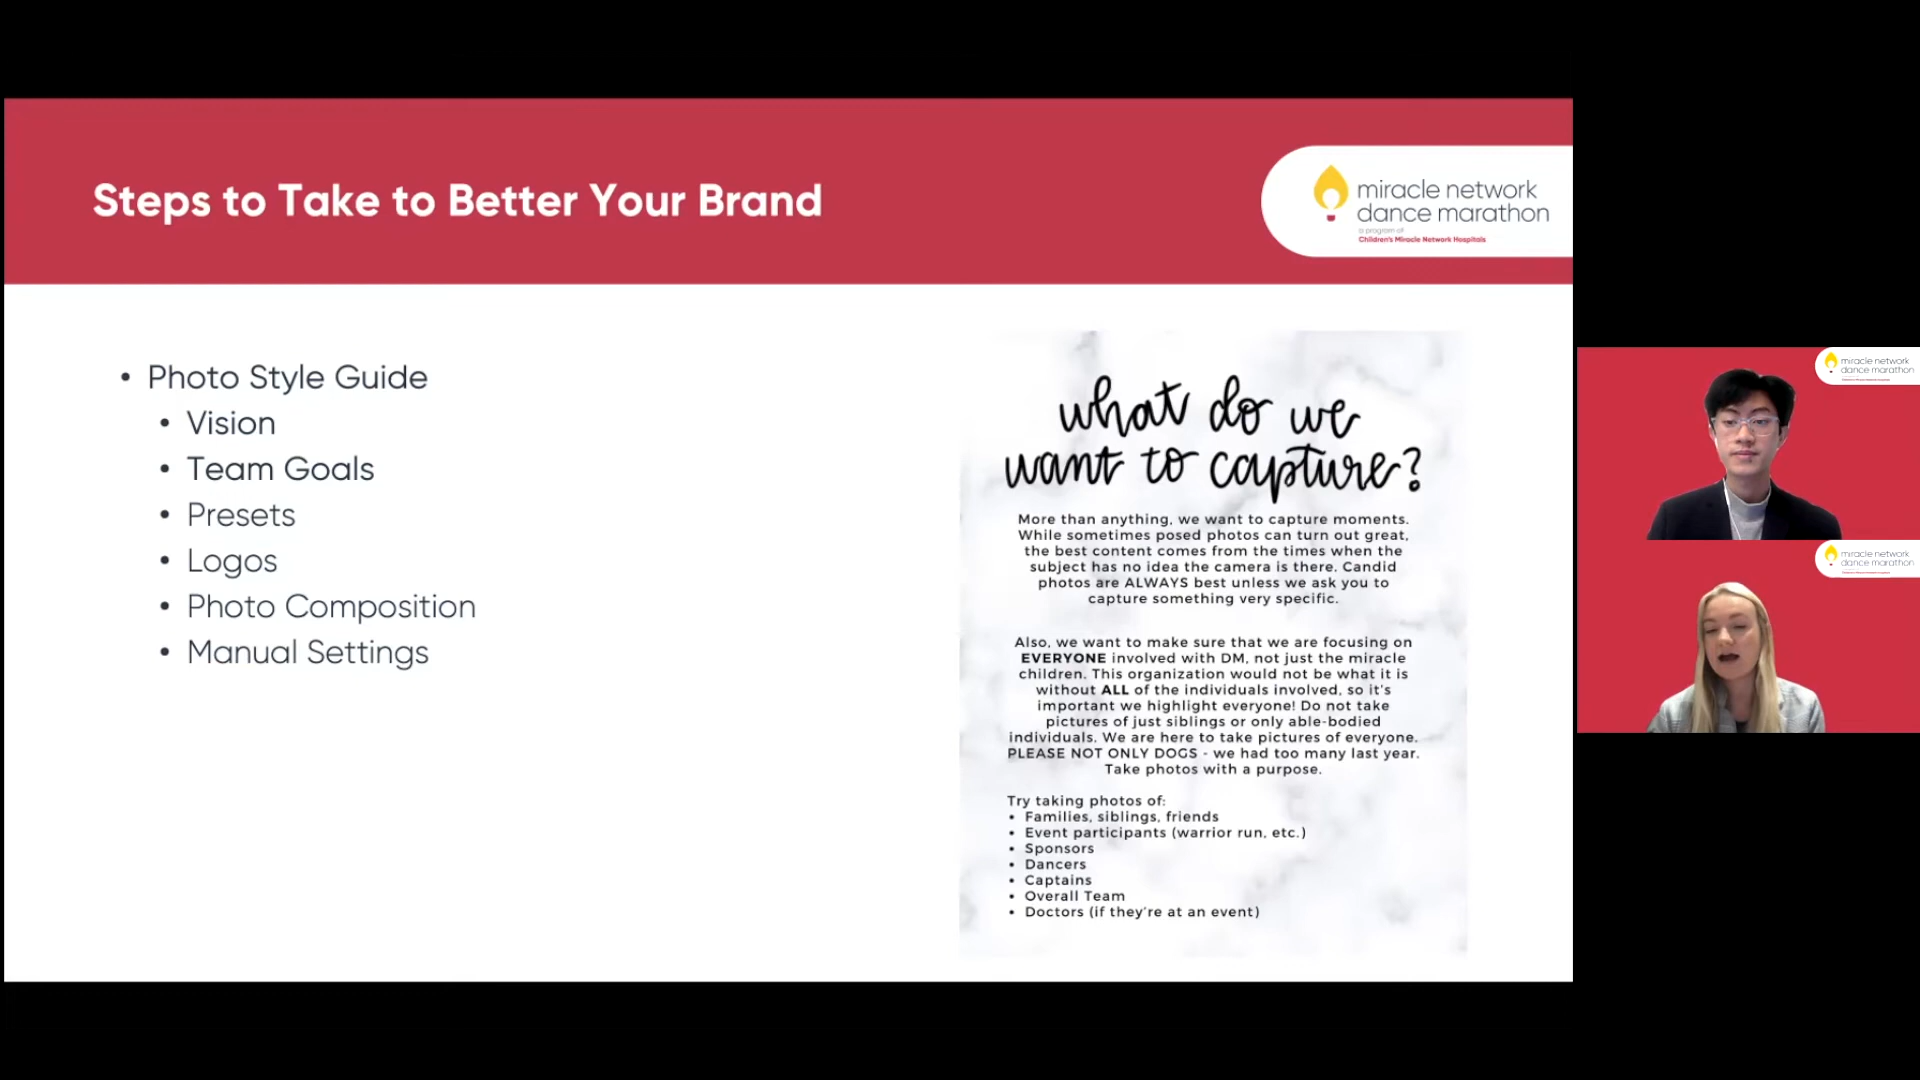 Steps to Take to Better Your Brand
miracle network
dance marathon
a program of
Children's Miracle Network Hospitals
• Photo Style Guide
• Vision
• Team Goals
• Presets
• Logos
• Photo Composition
• Manual Settings
what do we
want to capture?
More than anything, we want to capture moments.
While sometimes posed photos can turn out great,
the best content comes from the times when the
subject has no idea the camera is there. Candid
photos are ALWAYS best unless we ask you to
capture something very specific.
Also, we want to make sure that we are focusing on
EVERYONE involved with DM, not just the miracle
children. This organization would not be what it is
without ALL of the individuals involved, so it's
important we highlight everyone! Do not take
pictures of just siblings or only able-bodied
individuals. We are here to take pictures of everyone.
PLEASE NOT ONLY DOGS - we had too many last year.
Take photos with a purpose.
Try taking photos of:
• Families, siblings, friends
• Event participants (warrior run, etc.)
• Sponsors
• Dancers
• Captains
• Overall Team
• Doctors (if they're at an event)
miracle network
dance marathon
miracle network
dance marathon